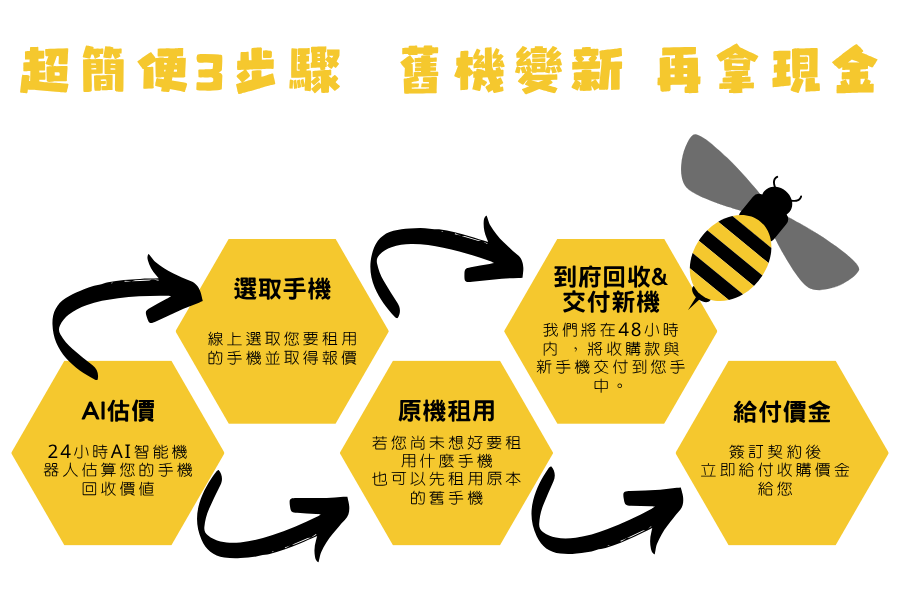 超簡便3步驟 舊機變新 再拿現金
AI估價
24小時AI智能機
器人估算您的手機
回收價值
選取手機
線上選取您要租用
的手機並取得報價
原機租用
若您尚未想好要租
用什麼手機
也可以先租用原本
的舊手機
到府回收&
交付新機
我們將在48小時
内，將收購款與
新手機交付到您手
中。
給付價金
簽訂契約後
立即給付收購價金
給您